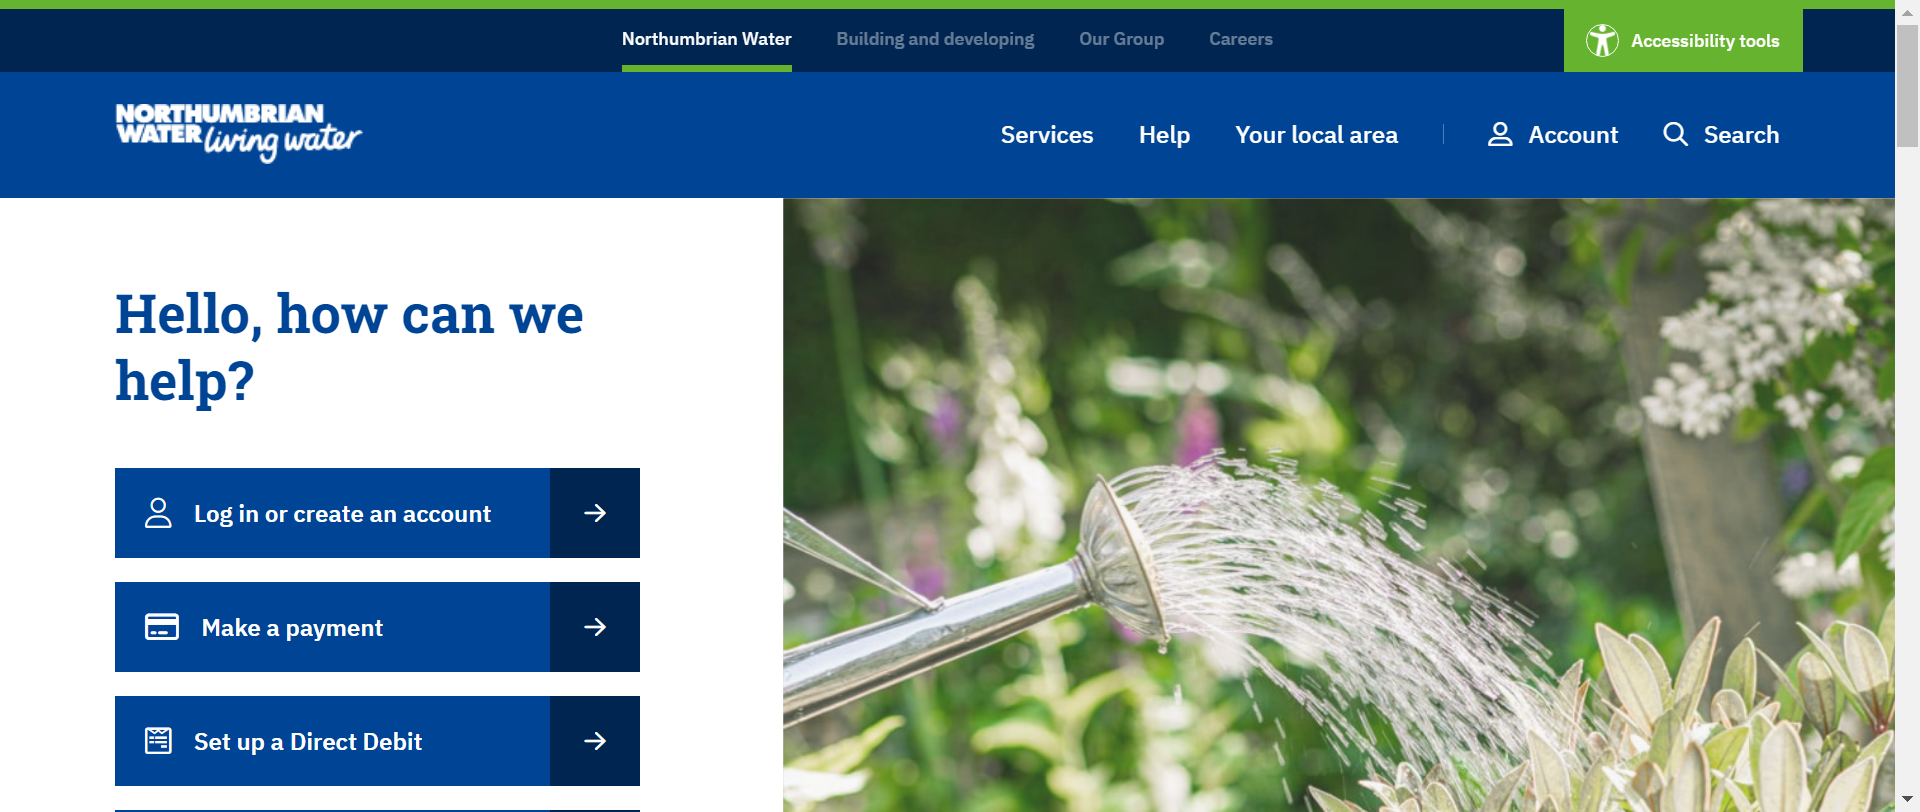 Northumbrian Water
Building and developing
Our Group
Careers
Accessibility tools
NORTHUMBRIAN
WATER living water
Services
Help
Your local area
Account
Search
Hello, how can we
help?
Log in or create an account
Make a payment
Set up a Direct Debit